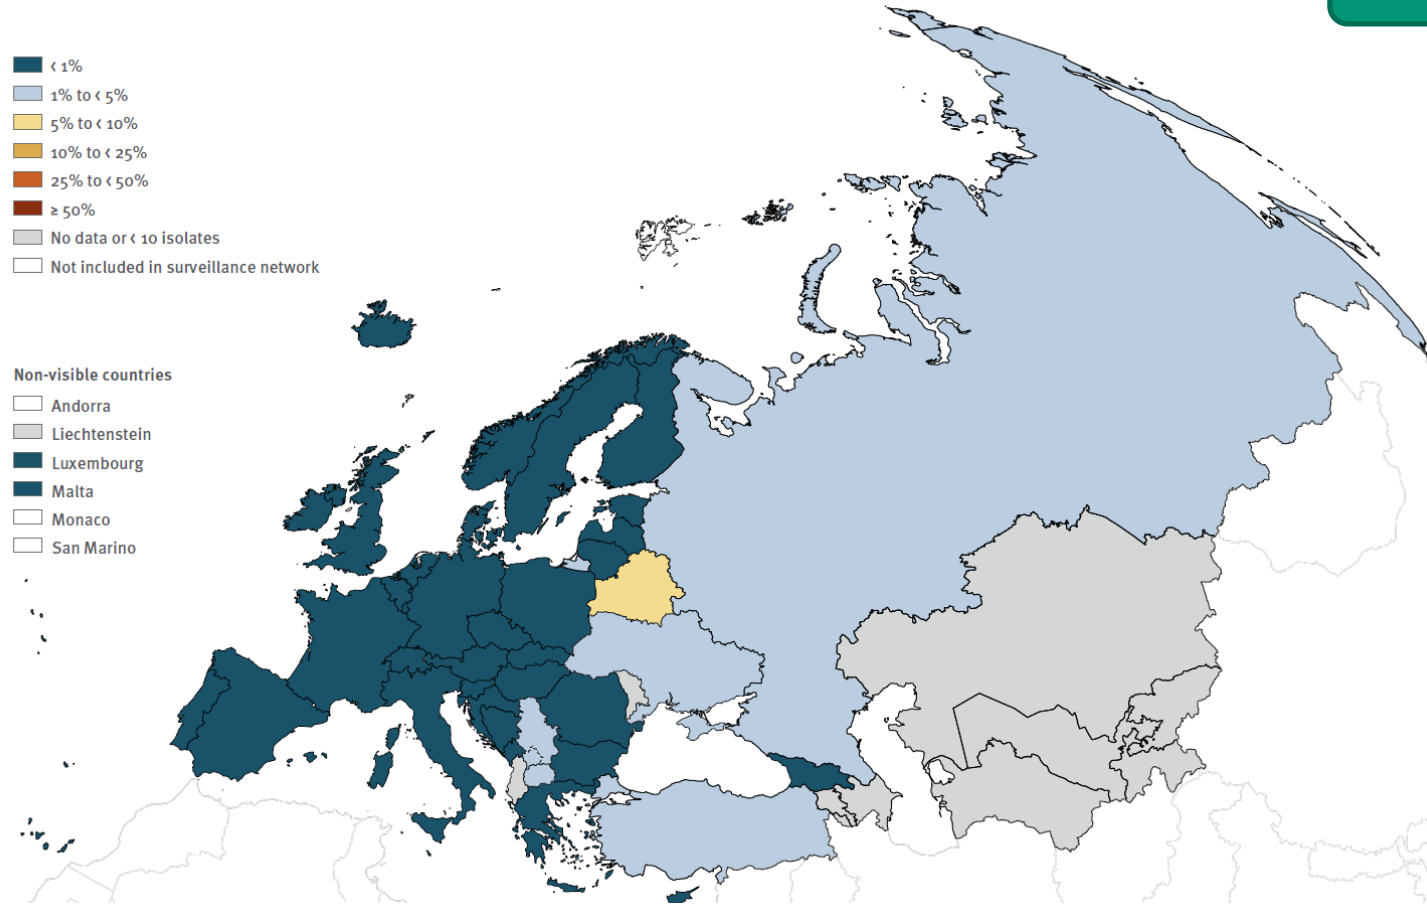 ‹ 1%
1% to ‹ 5%
5% to ‹ 10%
10% to ‹ 25%
25% to ‹ 50%
≥ 50%
No data or ‹ 10 isolates
Not included in surveillance network
Non-visible countries
Andorra
Liechtenstein
Luxembourg
Malta
Monaco
San Marino